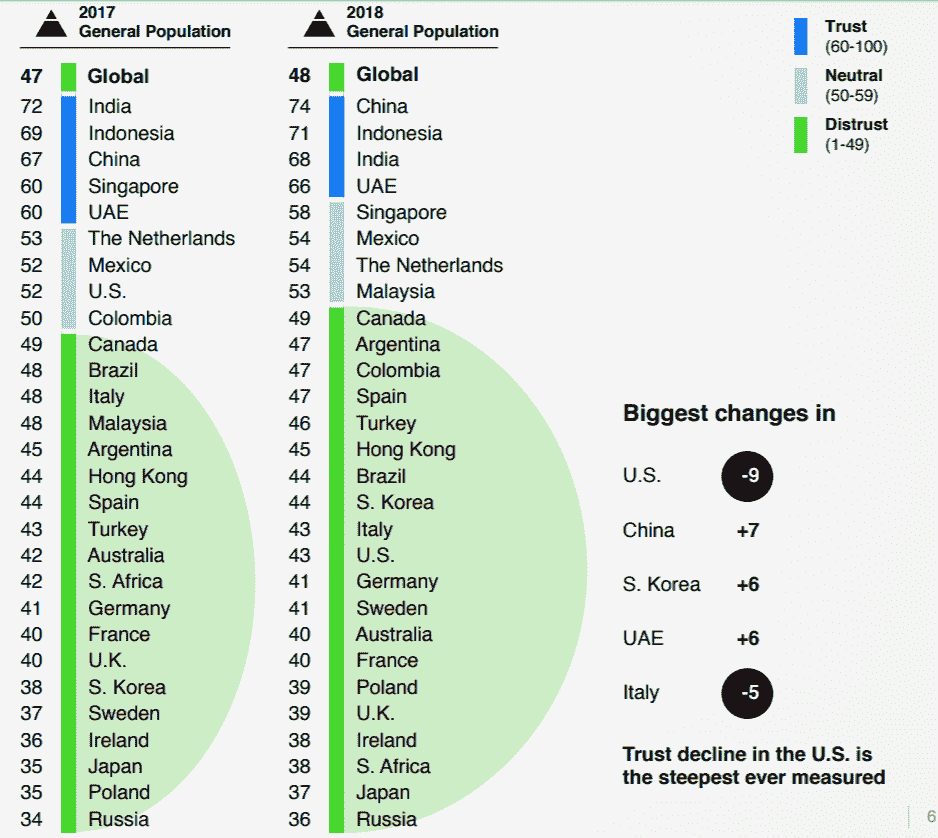 2017
General Population
47 Global
72 India
69 Indonesia
67 China
60 Singapore
60 UAE
53 The Netherlands
52 Mexico
52 U.S.
50 Colombia
49 Canada
48 Brazil
48 Italy
48 Malaysia
45 Argentina
44 Hong Kong
44 Spain
43 Turkey
42 Australia
42 S. Africa
41 Germany
40 France
40 U.K.
38 S. Korea
37 Sweden
36 Ireland
35 Japan
35 Poland
34 Russia
2018
General Population
48 Global
74 China
71 Indonesia
68 India
66 UAE
58 Singapore
54 Mexico
54 The Netherlands
53 Malaysia
49 Canada
47 Argentina
47 Colombia
47 Spain
46 Turkey
45 Hong Kong
44 Brazil
44 S. Korea
43 Italy
43 U.S.
41 Germany
41 Sweden
40 Australia
40 France
39 Poland
39 U.K.
38 Ireland
38 S. Africa
37 Japan
36 Russia
Trust
(60-100)
Neutral
(50-59)
Distrust
(1-49)
Biggest changes in
U.S. -9
China +7
S. Korea +6
UAE +6
Italy -5
Trust decline in the U.S. is
the steepest ever measured
6